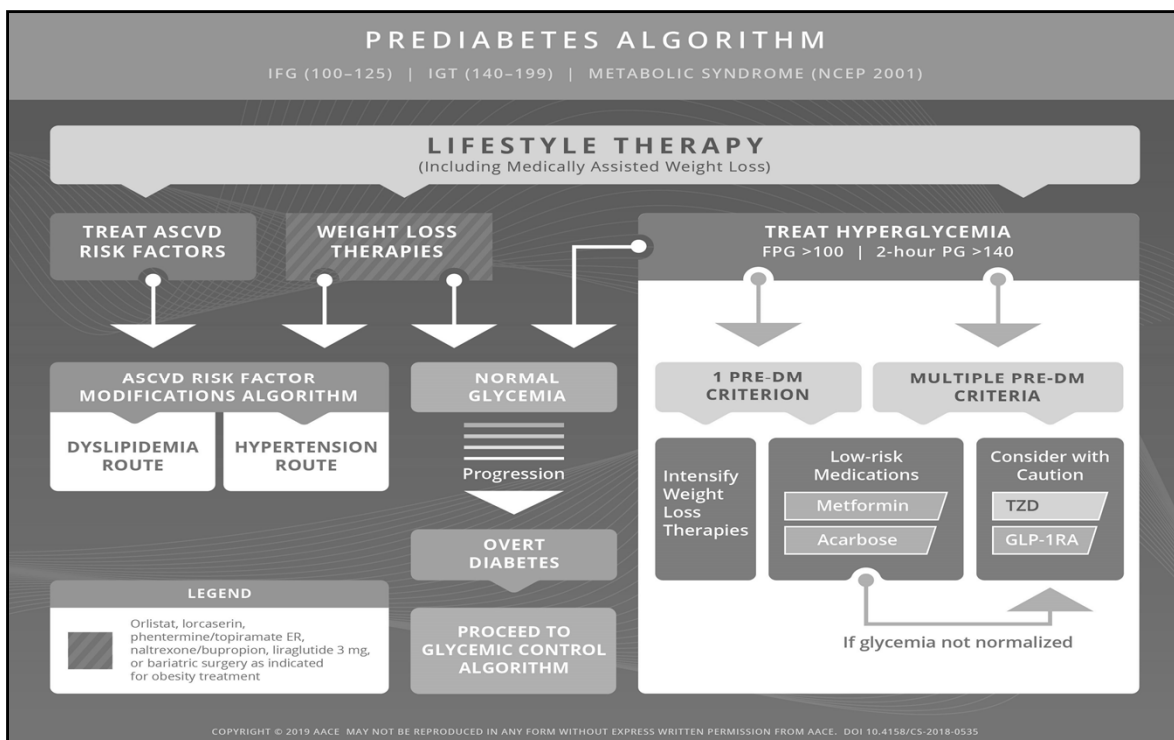 PREDIABETES ALGORITHM
IFG (100–125) | IGT (140–199) | METABOLIC SYNDROME (NCEP 2001)
LIFESTYLE THERAPY
(Including Medically Assisted Weight Loss)
TREAT ASCVD
RISK FACTORS
WEIGHT LOSS
THERAPIES
TREAT HYPERGLYCEMIA
FPG >100 | 2-hour PG >140
ASCVD RISK FACTOR
MODIFICATIONS ALGORITHM
DYSLIPIDEMIA
ROUTE
HYPERTENSION
ROUTE
NORMAL
GLYCEMIA
Progression
OVERT
DIABETES
PROCEED TO
GLYCEMIC CONTROL
ALGORITHM
1 PRE-DM
CRITERION
MULTIPLE PRE-DM
CRITERIA
Intensify
Weight
Loss
Therapies
Low-risk
Medications
Metformin
Acarbose
Consider with
Caution
TZD
GLP-1RA
If glycemia not normalized
LEGEND
Orlistat, lorcaserin,
phentermine/topiramate ER,
naltrexone/bupropion, liraglutide 3 mg,
or bariatric surgery as indicated
for obesity treatment
COPYRIGHT © 2019 AACE MAY NOT BE REPRODUCED IN ANY FORM WITHOUT EXPRESS WRITTEN PERMISSION FROM AACE. DOI 10.4158/CS-2018-0535